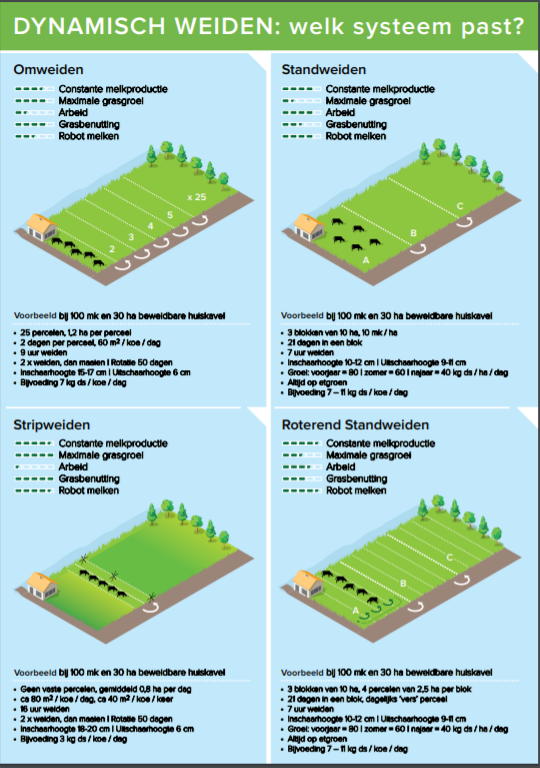 DYNAMISCH WEIDEN: welk systeem past?
Omweiden
Constante melkproductie
Maximale grasgroei
Arbeid
Grasbenutting
Robot melken
2
3
4
5
x 25
Voorbeeld bij 100 mk en 30 ha beweidbare huiskavel
• 25 percelen, 1,2 ha per perceel
• 2 dagen per perceel, 60 m² / koe / dag
• 9 uur weiden
• 2 x weiden, dan maaien | Rotatie 50 dagen
• Inschaarhoogte 15-17 cm | Uitschaarhoogte 6 cm
• Bijvoeding 7 kg ds / koe / dag
Standweiden
Constante melkproductie
Maximale grasgroei
Arbeid
Grasbenutting
Robot melken
A
B
C
Voorbeeld bij 100 mk en 30 ha beweidbare huiskavel
• 3 blokken van 10 ha, 10 mk / ha
• 21 dagen in een blok
• 7 uur weiden
• Inschaarhoogte 10-12 cm | Uitschaarhoogte 9-11 cm
• Groei: voorjaar = 80 | zomer = 60 | najaar = 40 kg ds / ha / dag
• Altijd op etgroen
• Bijvoeding 7 – 11 kg ds / koe / dag
Stripweiden
Constante melkproductie
Maximale grasgroei
Arbeid
Grasbenutting
Robot melken
Voorbeeld bij 100 mk en 30 ha beweidbare huiskavel
• Geen vaste percelen, gemiddeld 0,8 ha per dag
• ca 80 m² / koe / dag, ca 40 m² / koe / keer
• 16 uur weiden
• 2 x weiden, dan maaien | Rotatie 50 dagen
• Inschaarhoogte 18-20 cm | Uitschaarhoogte 6 cm
• Bijvoeding 3 kg ds / koe / dag
Roterend Standweiden
Constante melkproductie
Maximale grasgroei
Arbeid
Grasbenutting
Robot melken
A
B
C
Voorbeeld bij 100 mk en 30 ha beweidbare huiskavel
• 3 blokken van 10 ha, 4 percelen van 2,5 ha per blok
• 21 dagen in een blok, dagelijks 'vers' perceel
• 7 uur weiden
• Inschaarhoogte 10-12 cm | Uitschaarhoogte 9-11 cm
• Groei: voorjaar = 80 | zomer = 60 | najaar = 40 kg ds / ha / dag
• Altijd op etgroen
• Bijvoeding 7 – 11 kg ds / koe / dag